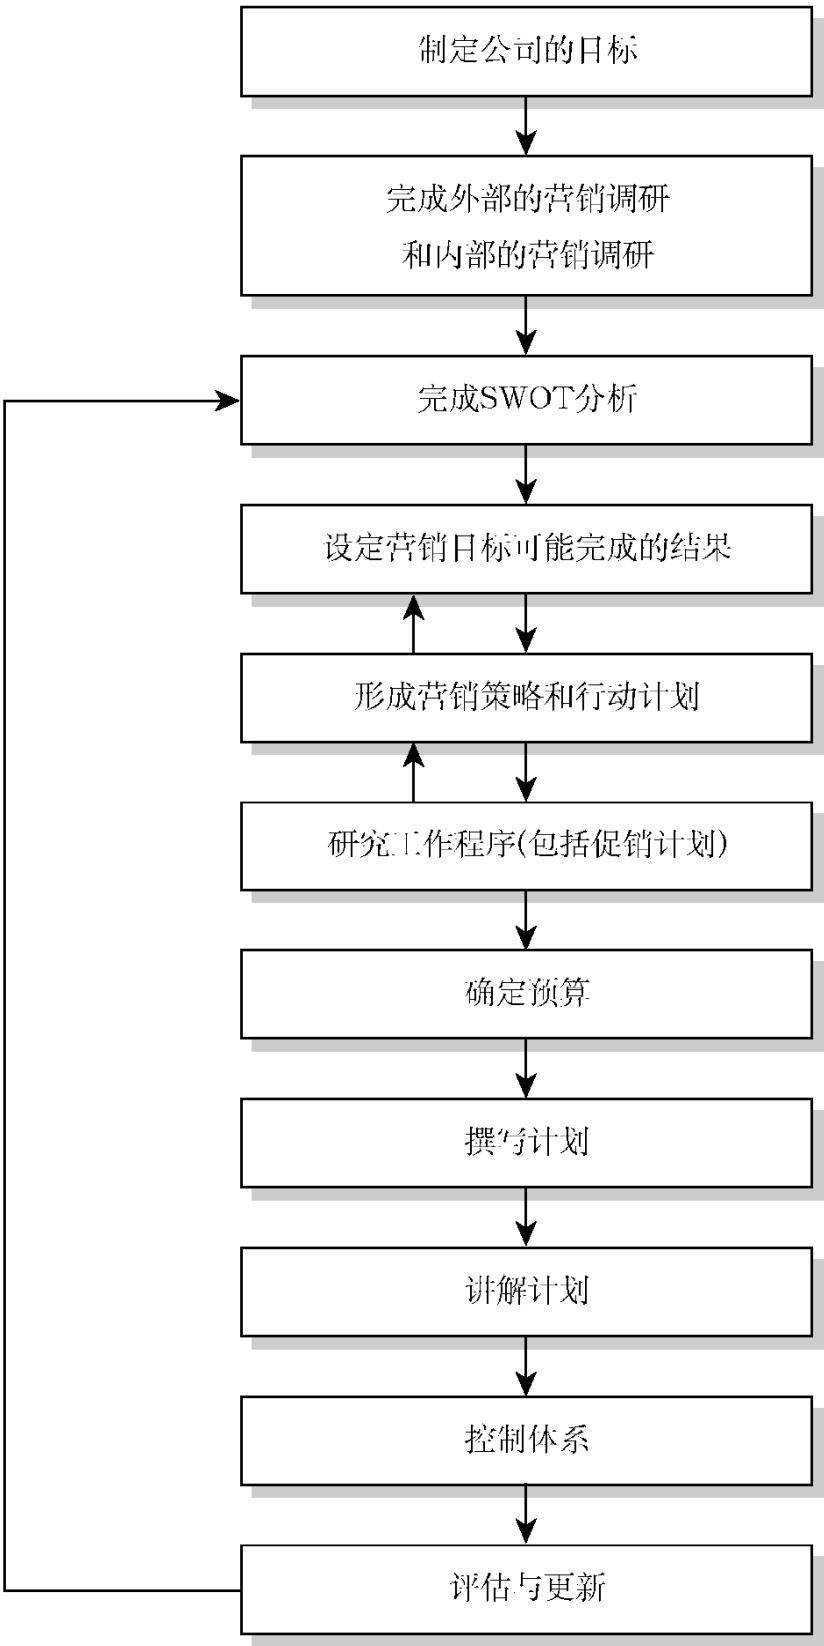 制定公司的目标
完成外部的营销调研
和内部的营销调研
完成SWOT分析
设定营销目标可能完成的结果
形成营销策略和行动计划
研究工作程序(包括促销计划)
确定预算
撰写计划
讲解计划
控制体系
评估与更新